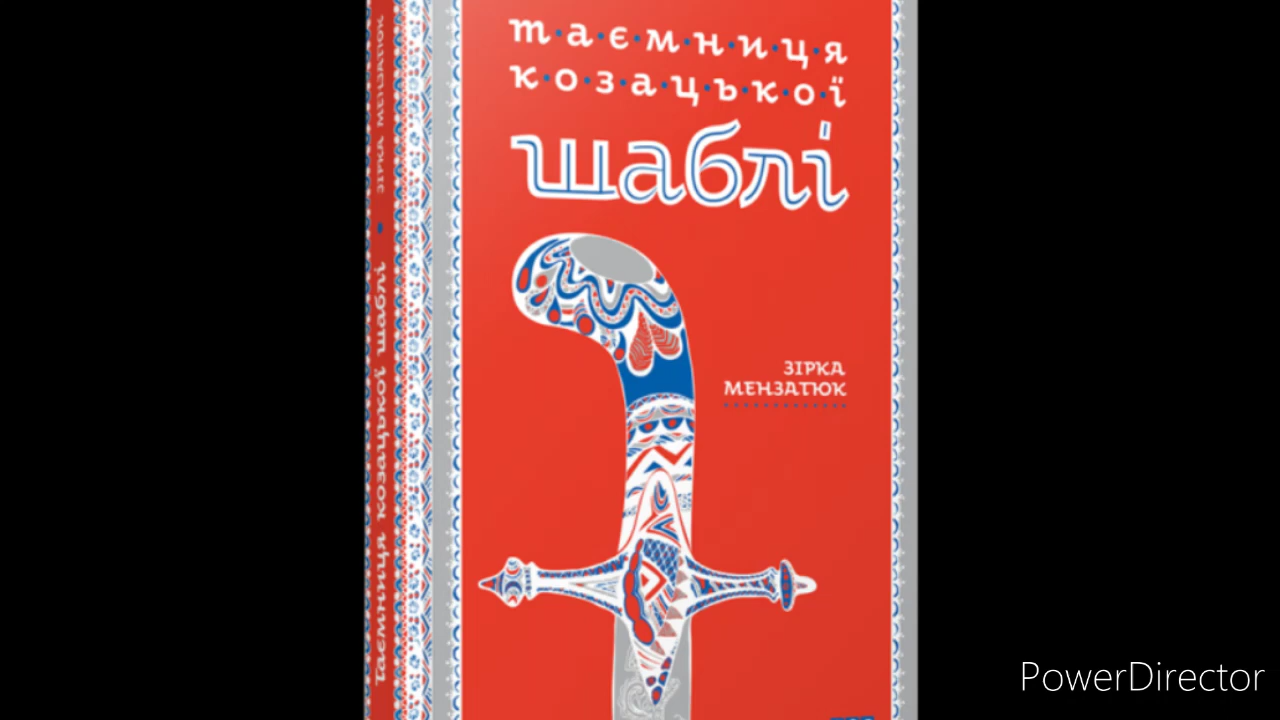 таємниця
козацької
шаблі
ЗІРКА
МЕНЗАТЮК
таємниця козацької шаблі • ЗІРКА МЕНЗАТЮК
PowerDirector